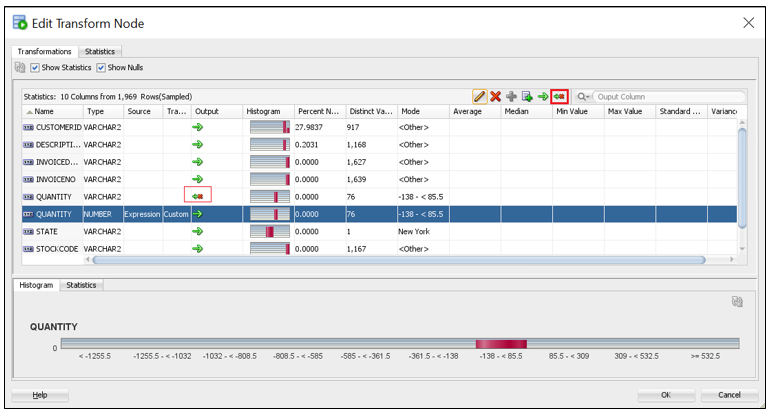 Edit Transform Node
Transformations Statistics
Show Statistics Show Nulls
Statistics: 10 Columns from 1,969 Rows(Sampled) Ouput Column
Name Type Source Tra... Output Histogram Percent N... Distinct Va... Mode Average Median Min Value Max Value Standard ... Variance
CUSTOMERID VARCHAR2 27.9837 917 <Other>
DESCRIPTI... VARCHAR2 0.2031 1,168 <Other>
INVOICED... VARCHAR2 0.0000 1,627 <Other>
INVOICENO VARCHAR2 0.0000 1,639 <Other>
QUANTITY VARCHAR2 0.0000 76 -138 - < 85.5
QUANTITY NUMBER Expression Custom 0.0000 76 -138 - < 85.5
STATE VARCHAR2 0.0000 1 New York
STOCKCODE VARCHAR2 0.0000 1,167 <Other>
Histogram Statistics
QUANTITY
0
< -1255.5 -1255.5 - < -1032 -1032 - < -808.5 -808.5 - < -585 -585 - < -361.5 -361.5 - < -138 -138 - < 85.5 85.5 - < 309 309 - < 532.5 >= 532.5
Help OK Cancel